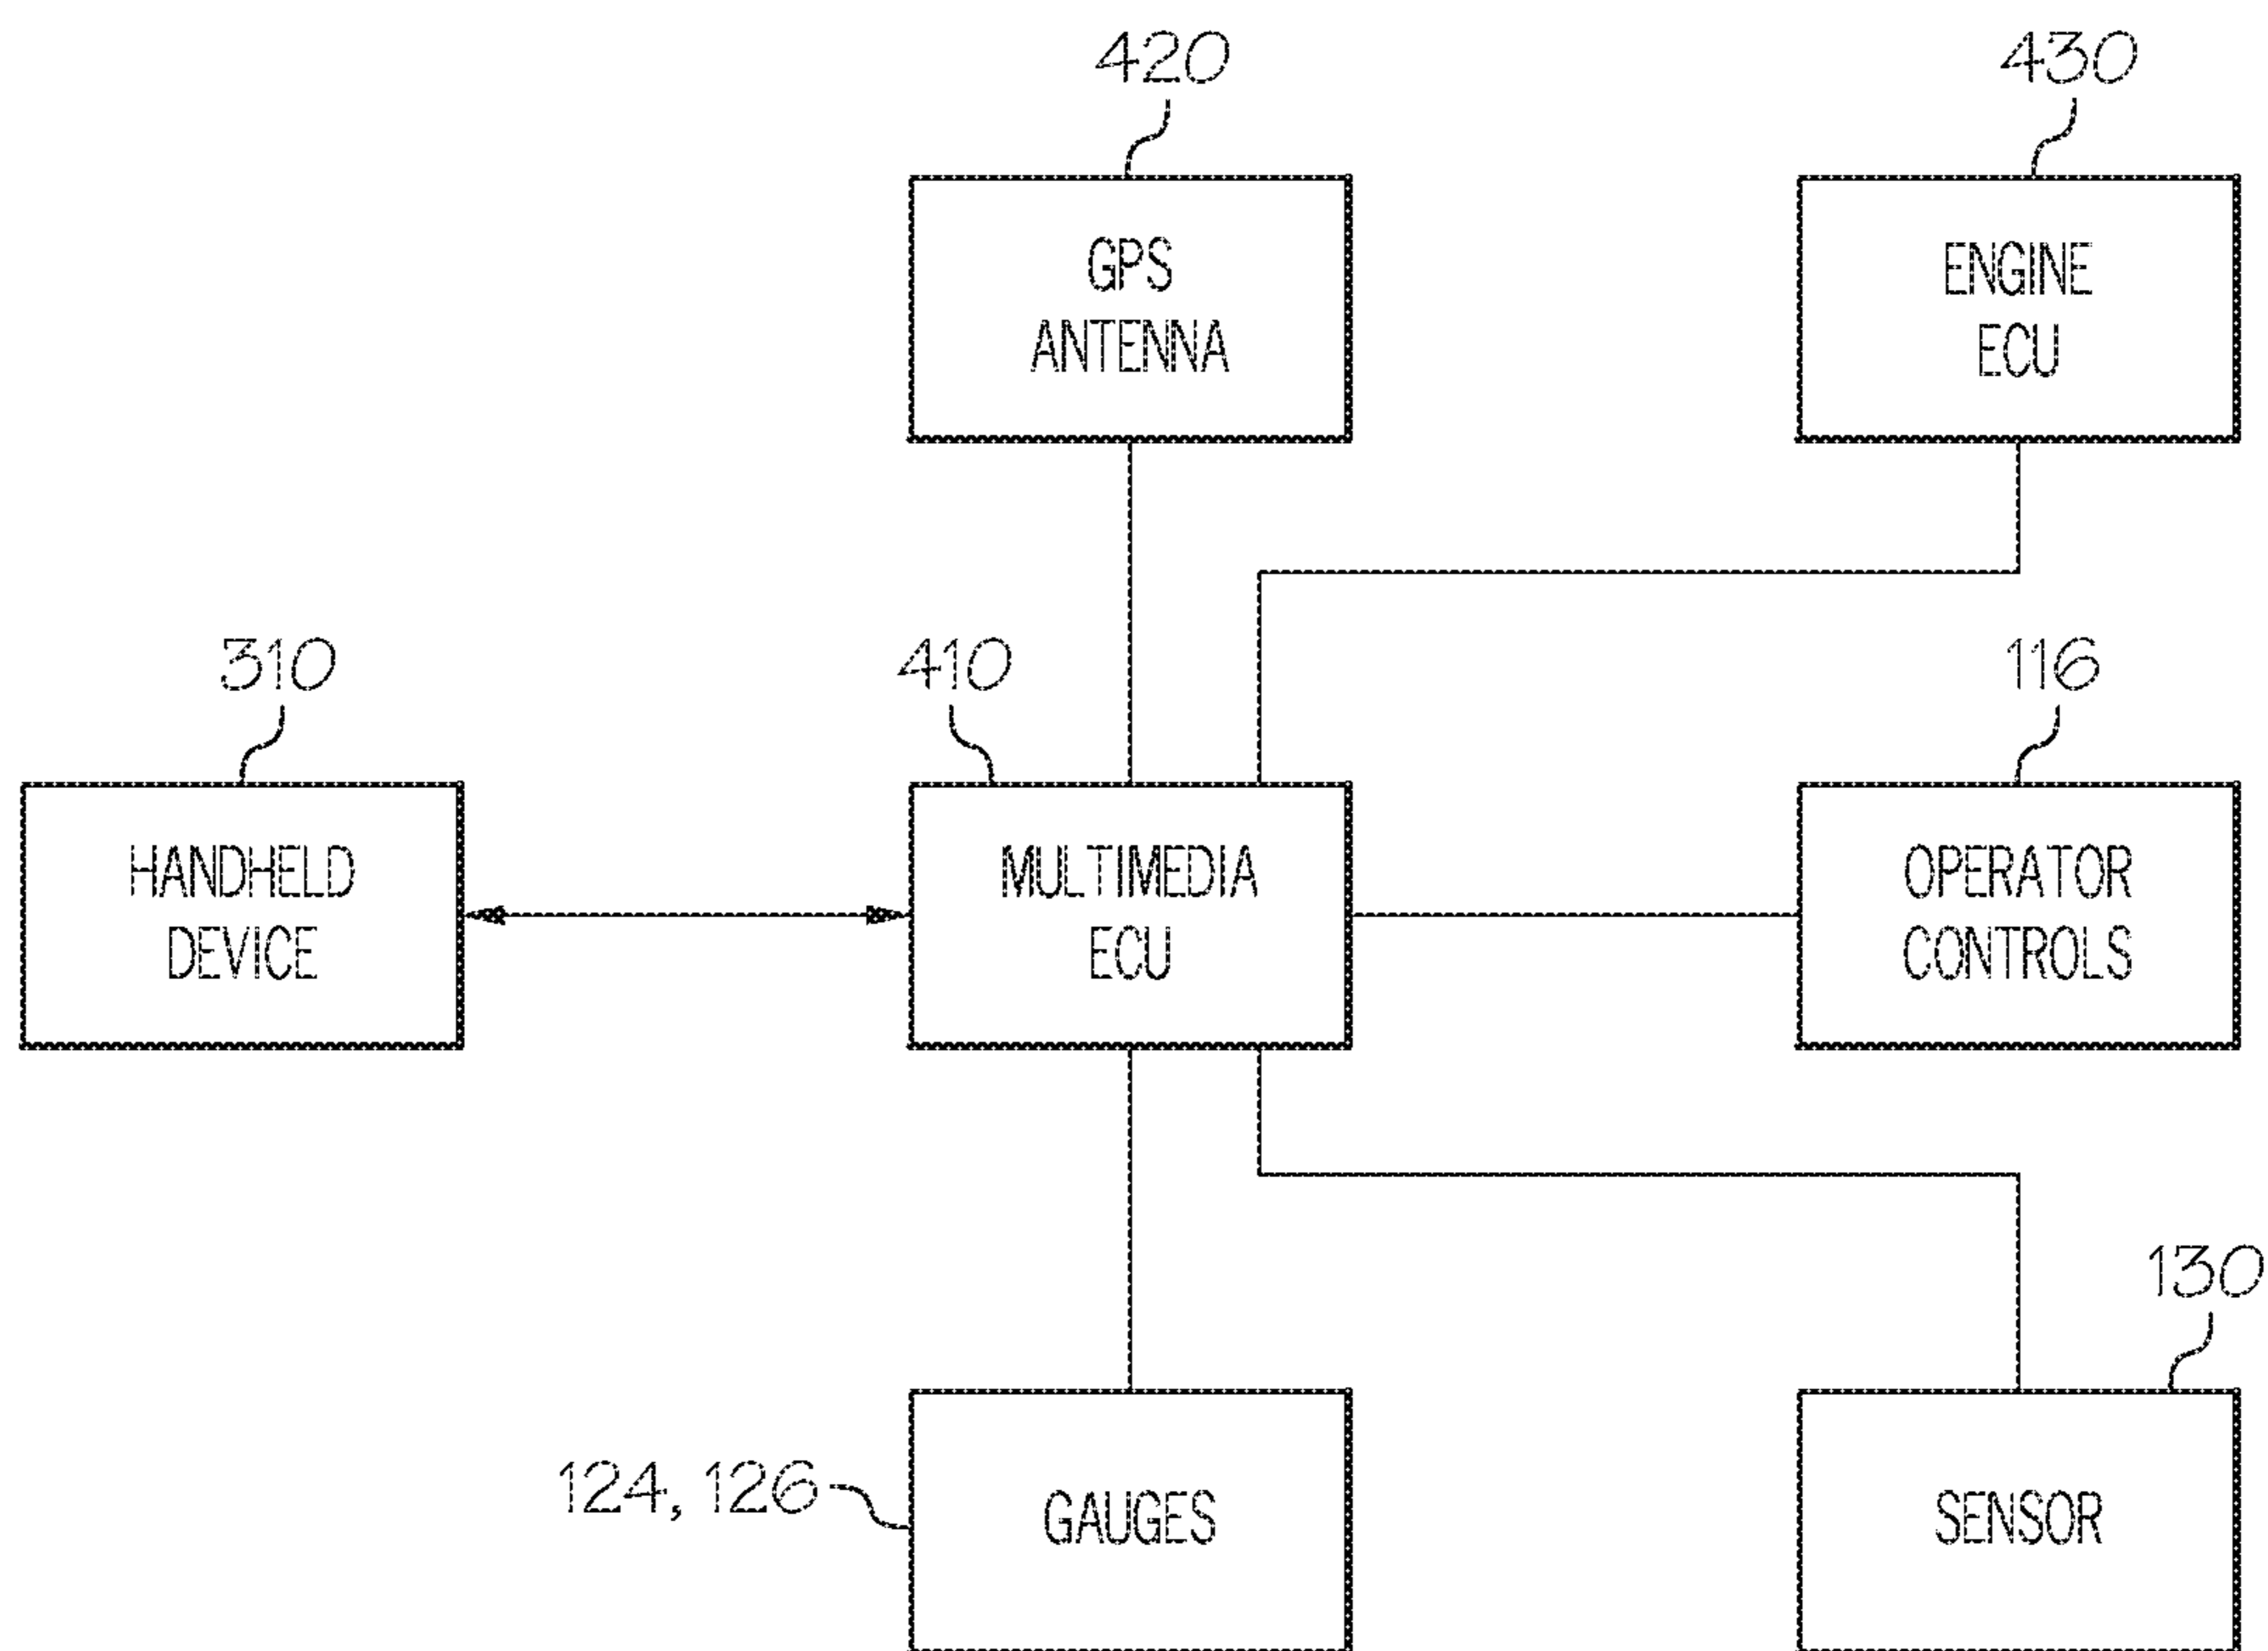 420
430
GPS
ANTENNA
ENGINE
ECU
310
410
116
HANDHELD
DEVICE
MULTIMEDIA
ECU
OPERATOR
CONTROLS
130
124, 126
GAUGES
SENSOR